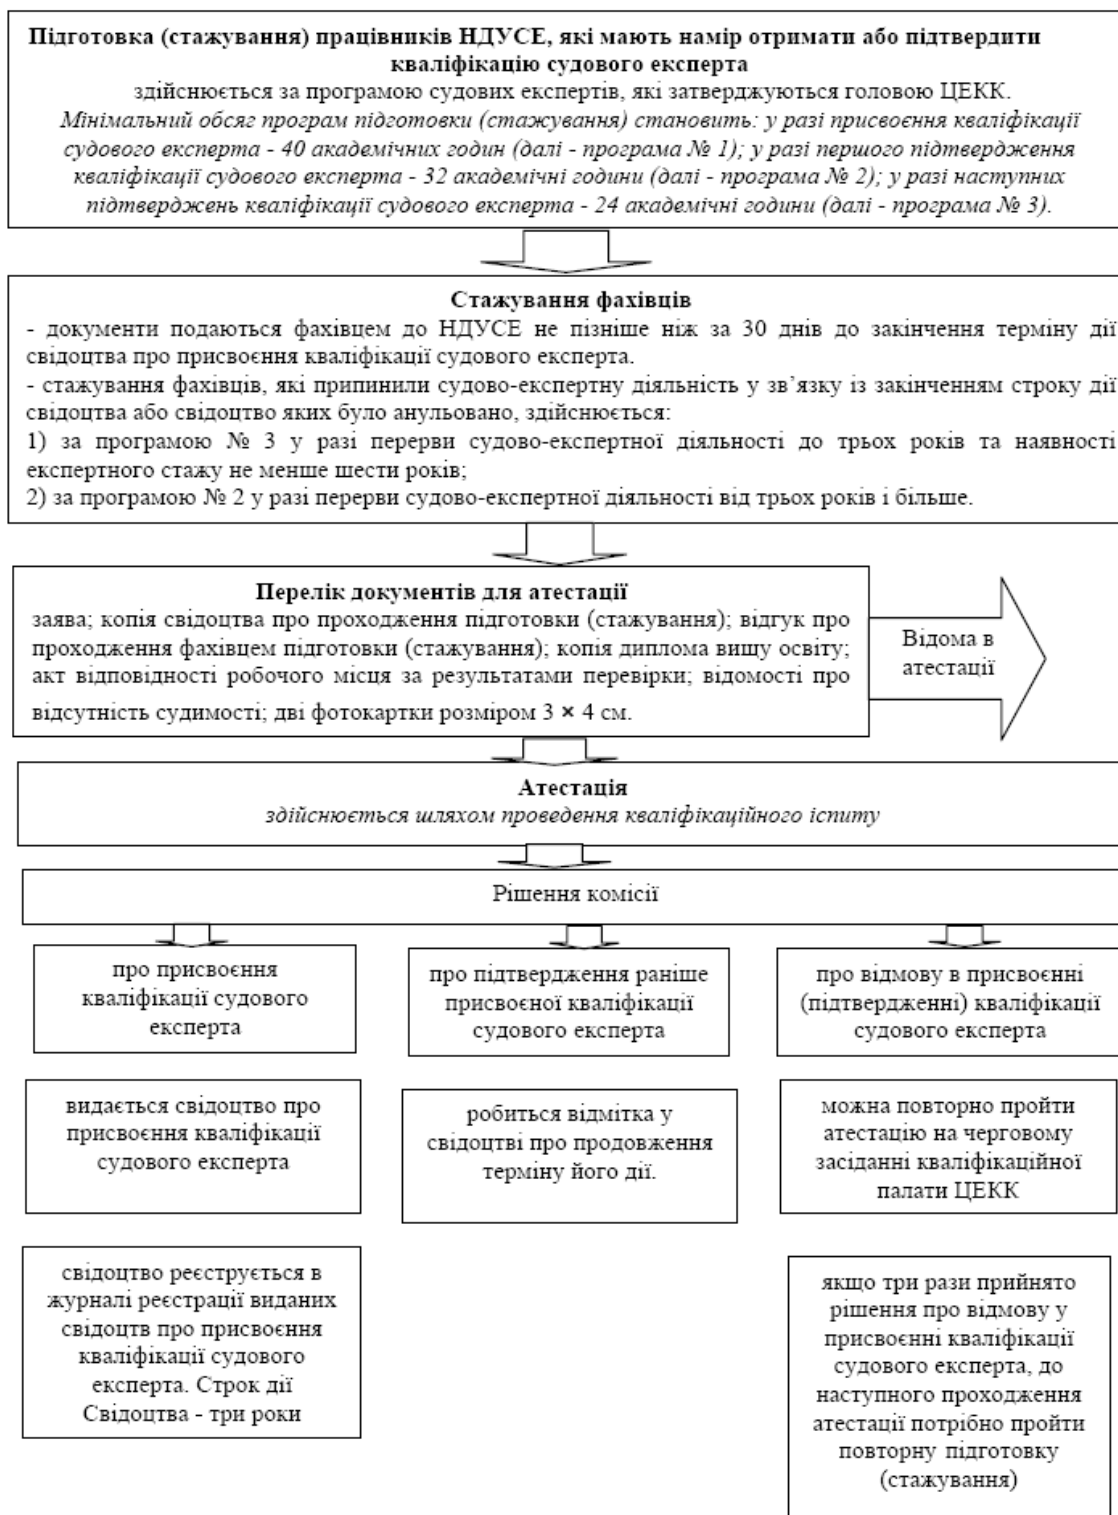 Підготовка (стажування) працівників НДУСЕ, які мають намір отримати або підтвердити
кваліфікацію судового експерта
здійснюється за програмою судових експертів, які затверджуються головою ЦЕКК.
Мінімальний обсяг програм підготовки (стажування) становить: у разі присвоєння кваліфікації
судового експерта - 40 академічних годин (далі - програма № 1); у разі першого підтвердження
кваліфікації судового експерта - 32 академічні години (далі - програма № 2); у разі наступних
підтверджень кваліфікації судового експерта - 24 академічні години (далі - програма № 3).
Стажування фахівців
- документи подаються фахівцем до НДУСЕ не пізніше ніж за 30 днів до закінчення терміну дії
свідоцтва про присвоєння кваліфікації судового експерта.
- стажування фахівців, які припинили судово-експертну діяльність у зв’язку із закінченням строку дії
свідоцтва або свідоцтво яких було анульовано, здійснюється:
1) за програмою № 3 у разі перерви судово-експертної діяльності до трьох років та наявності
експертного стажу не менше шести років;
2) за програмою № 2 у разі перерви судово-експертної діяльності від трьох років і більше.
Перелік документів для атестації
заява; копія свідоцтва про проходження підготовки (стажування); відгук про
проходження фахівцем підготовки (стажування); копія диплома вищу освіту;
акт відповідності робочого місця за результатами перевірки; відомості про
відсутність судимості; дві фотокартки розміром 3 × 4 см.
Відома в
атестації
Атестація
здійснюється шляхом проведення кваліфікаційного іспиту
Рішення комісії
про присвоєння
кваліфікації судового
експерта
видається свідоцтво про
присвоєння кваліфікації
судового експерта
свідоцтво реєструється в
журналі реєстрації виданих
свідоцтв про присвоєння
кваліфікації судового
експерта. Строк дії
Свідоцтва - три роки
про підтвердження раніше
присвоєної кваліфікації
судового експерта
робиться відмітка у
свідоцтві про продовження
терміну його дії.
про відмову в присвоєнні
(підтвердженні) кваліфікації
судового експерта
можна повторно пройти
атестацію на черговому
засіданні кваліфікаційної
палати ЦЕКК
якщо три рази прийнято
рішення про відмову у
присвоєнні кваліфікації
судового експерта, до
наступного проходження
атестації потрібно пройти
повторну підготовку
(стажування)